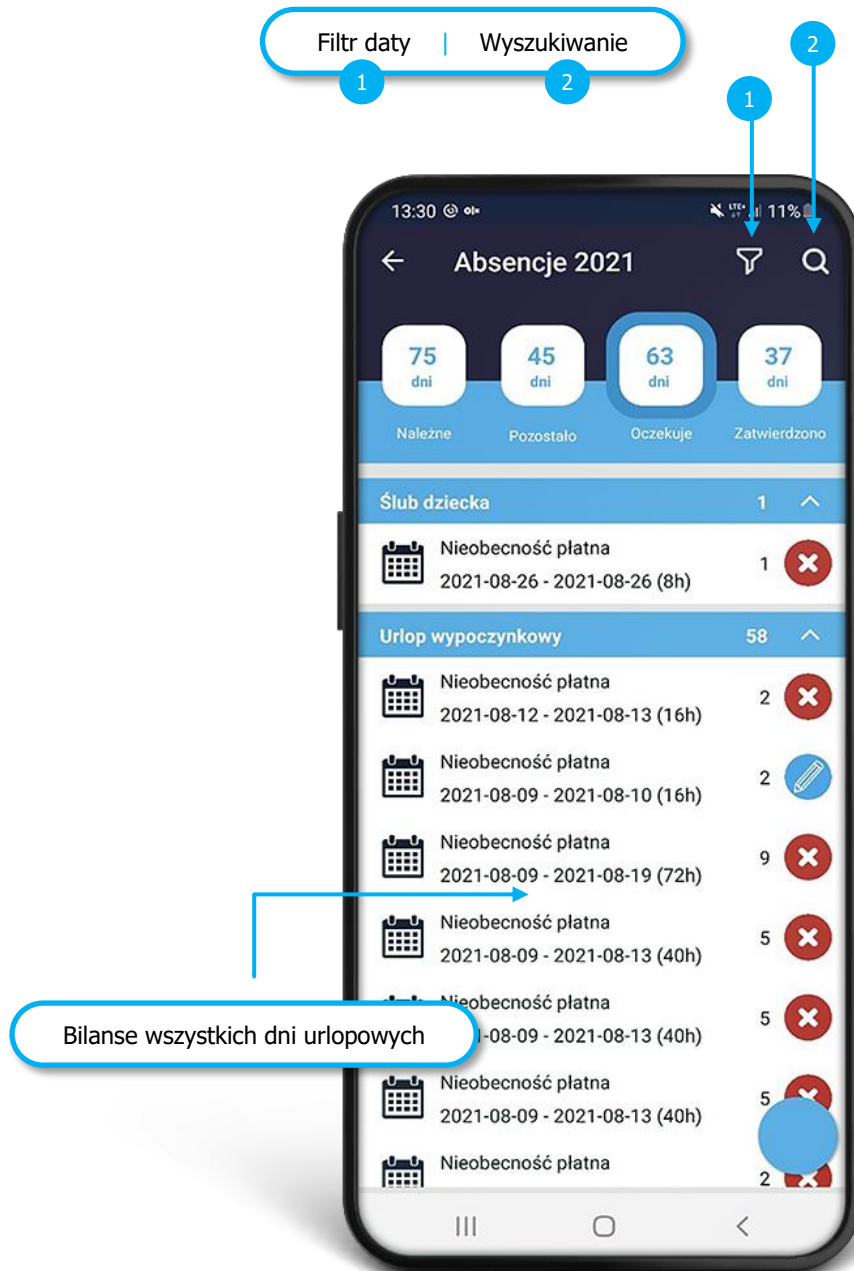 Filtr daty | Wyszukiwanie
1 2
2
1
13:30 LTE+ 11%
Absencje 2021
75 45 63 37
dni dni dni dni
Należne Pozostało Oczekuje Zatwierdzono
Ślub dziecka 1
Nieobecność płatna
2021-08-26 - 2021-08-26 (8h) 1
Urlop wypoczynkowy 58
Nieobecność płatna
2021-08-12 - 2021-08-13 (16h) 2
Nieobecność płatna
2021-08-09 - 2021-08-10 (16h) 2
Nieobecność płatna
2021-08-09 - 2021-08-19 (72h) 9
Nieobecność płatna
2021-08-09 - 2021-08-13 (40h) 5
Nieobecność płatna
Bilanse wszystkich dni urlopowych
-08-09 - 2021-08-13 (40h) 5
Nieobecność płatna
2021-08-09 - 2021-08-13 (40h) 5
Nieobecność płatna
2